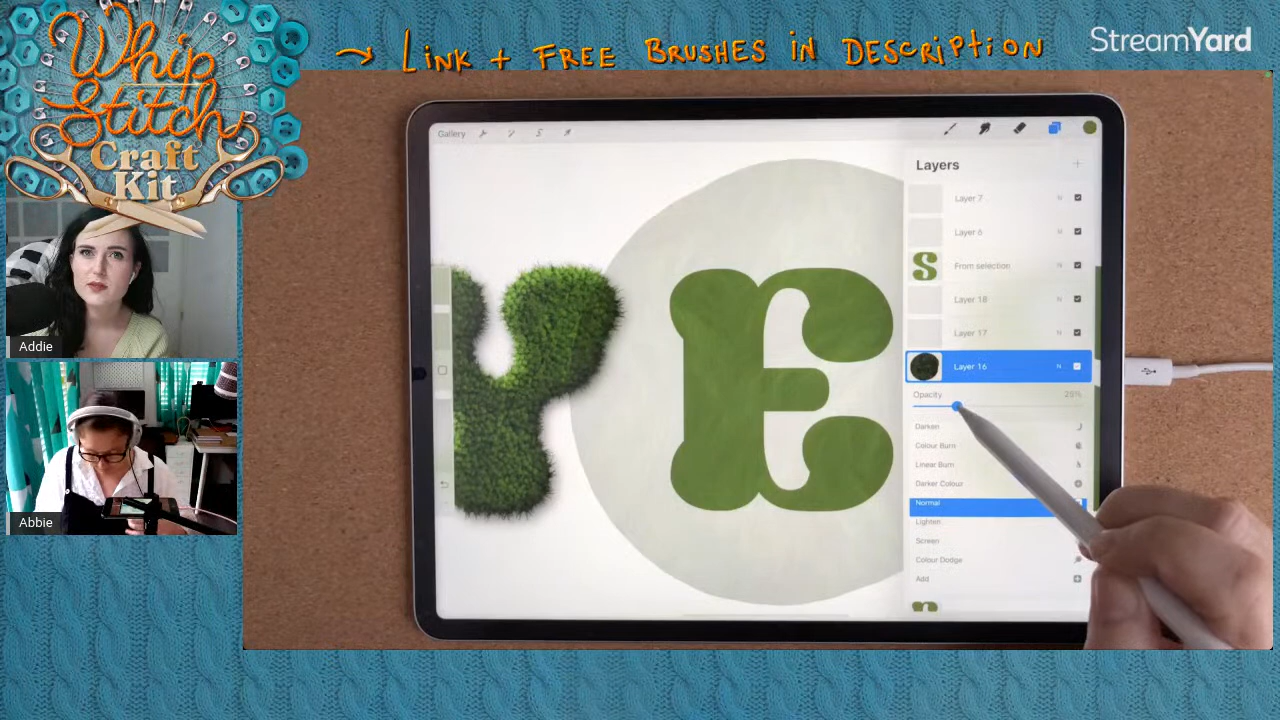 Whip
Stitch
Craft
Kit
→ Link + FREE BRUSHES in DESCRiPtiON
StreamYard
Gallery
Layers
Layer 7
N
Layer 6
N
S
From selection
N
Layer 18
N
Layer 17
N
Layer 16
N
Opacity
Darken
Colour Burn
Linear Burn
Darker Colour
Normal
Lighten
Screen
Colour Dodge
Add
Y E
Addie
Abbie